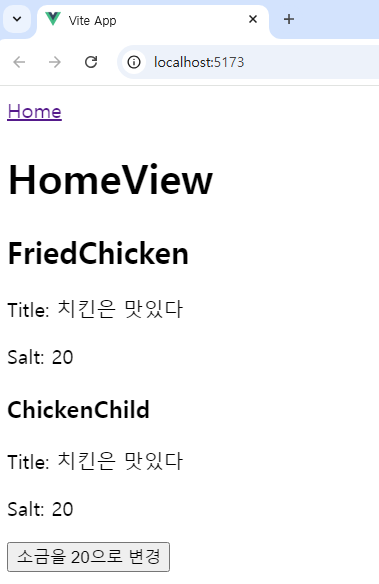 Vite App
localhost:5173
Home
HomeView
FriedChicken
Title: 치킨은 맛있다
Salt: 20
ChickenChild
Title: 치킨은 맛있다
Salt: 20
소금을 20으로 변경